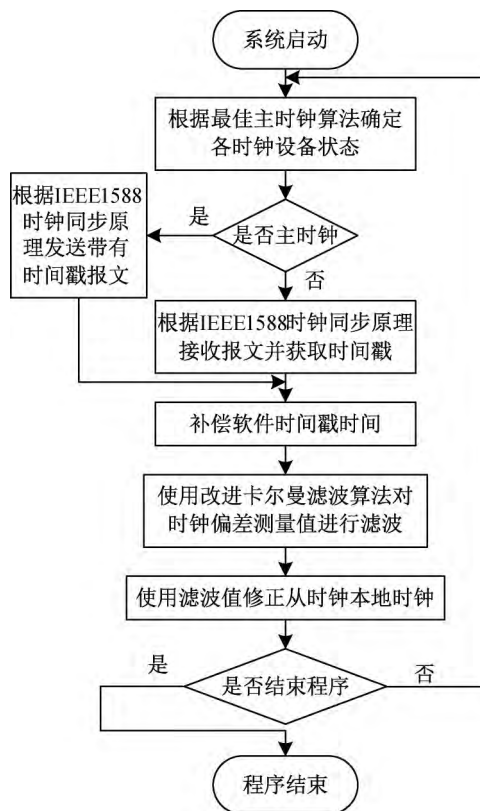 系统启动
根据最佳主时钟算法确定
各时钟设备状态
是
根据IEEE1588
时钟同步原
理发送带有
时间戳报文
是否主时钟
否
根据IEEE1588时钟同步原理
接收报文并获取时间戳
补偿软件时间戳时间
使用改进卡尔曼滤波算法对
时钟偏差测量值进行滤波
使用滤波值修正从时钟本地时钟
是
是否结束程序
否
程序结束